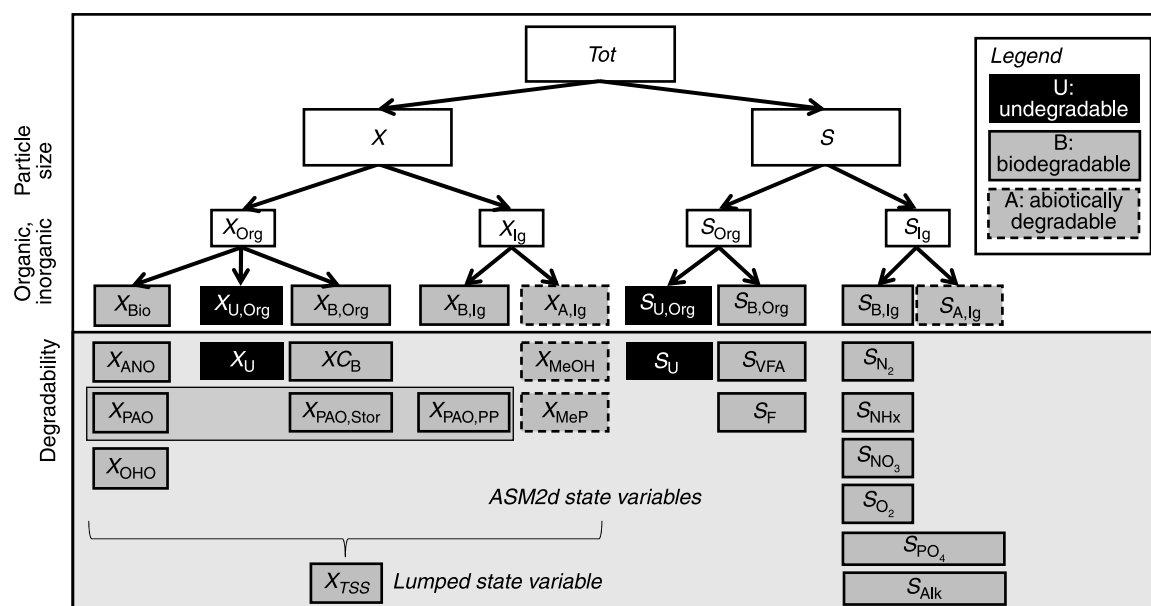 Tot
Legend
U:
undegradable
B:
biodegradable
A: abiotically
degradable
Particle
size
X
S
Organic,
inorganic
X_Org
X_Ig
S_Org
S_Ig
X_Bio
X_U,Org
X_B,Org
X_B,Ig
X_A,Ig
S_U,Org
S_B,Org
S_B,Ig
S_A,Ig
Degradability
X_ANO
X_U
XC_B
X_MeOH
S_U
S_VFA
S_N₂
X_PAO
X_PAO,Stor
X_PAO,PP
X_MeP
S_F
S_NHx
X_OHO
S_NO₃
ASM2d state variables
S_O₂
S_PO₄
X_TSS
Lumped state variable
S_Alk